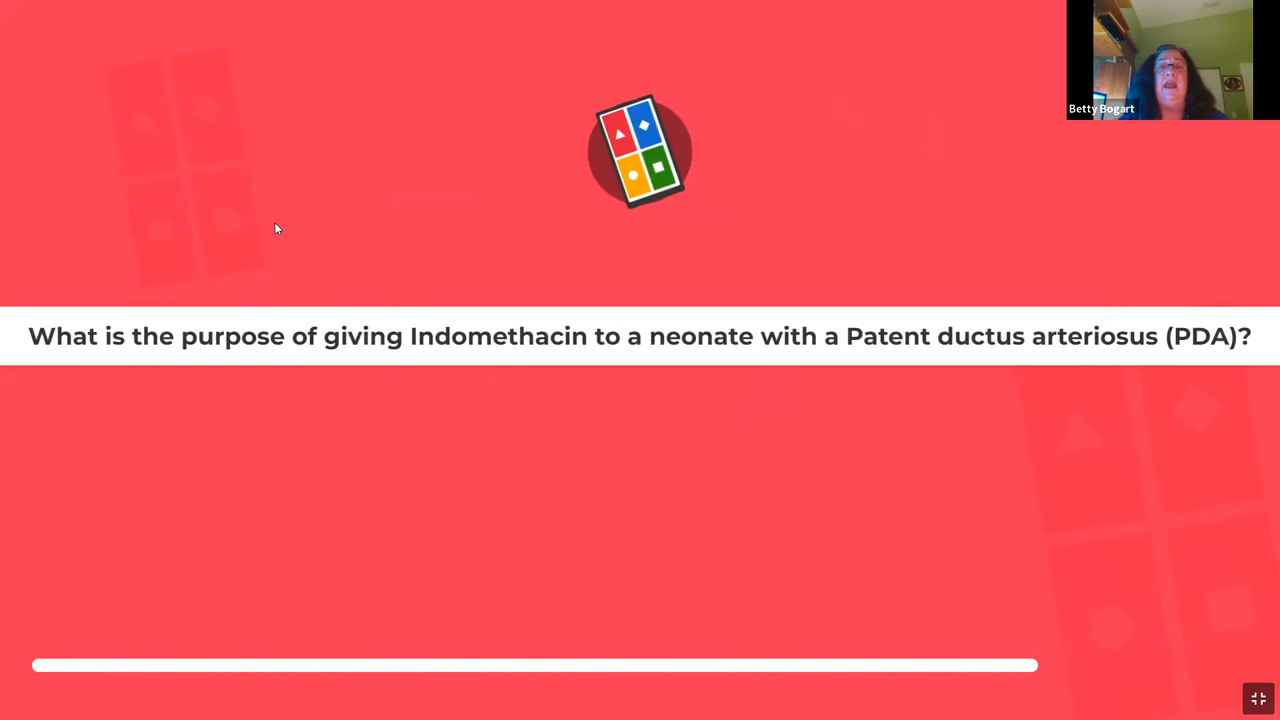 Betty Bogart
What is the purpose of giving Indomethacin to a neonate with a Patent ductus arteriosus (PDA)?